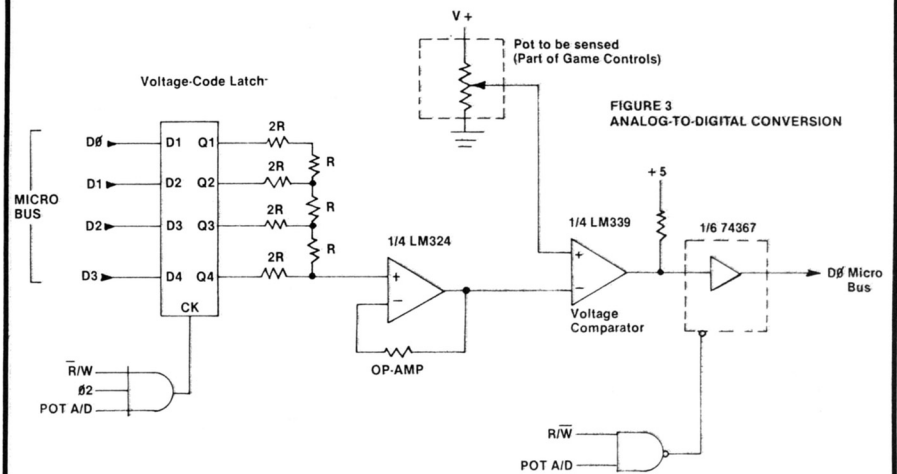 V +
Pot to be sensed
(Part of Game Controls)
Voltage-Code Latch
FIGURE 3
ANALOG-TO-DIGITAL CONVERSION
MICRO
BUS
DØ
D1
D2
D3
D1 Q1
D2 Q2
D3 Q3
D4 Q4
CK
2R
2R
2R
2R
R
R
R
1/4 LM324
+
−
OP-AMP
1/4 LM339
+
−
Voltage
Comparator
+ 5
1/6 74367
DØ Micro
Bus
R̅/W
Ø2
POT A/D
R/W̅
POT A/D